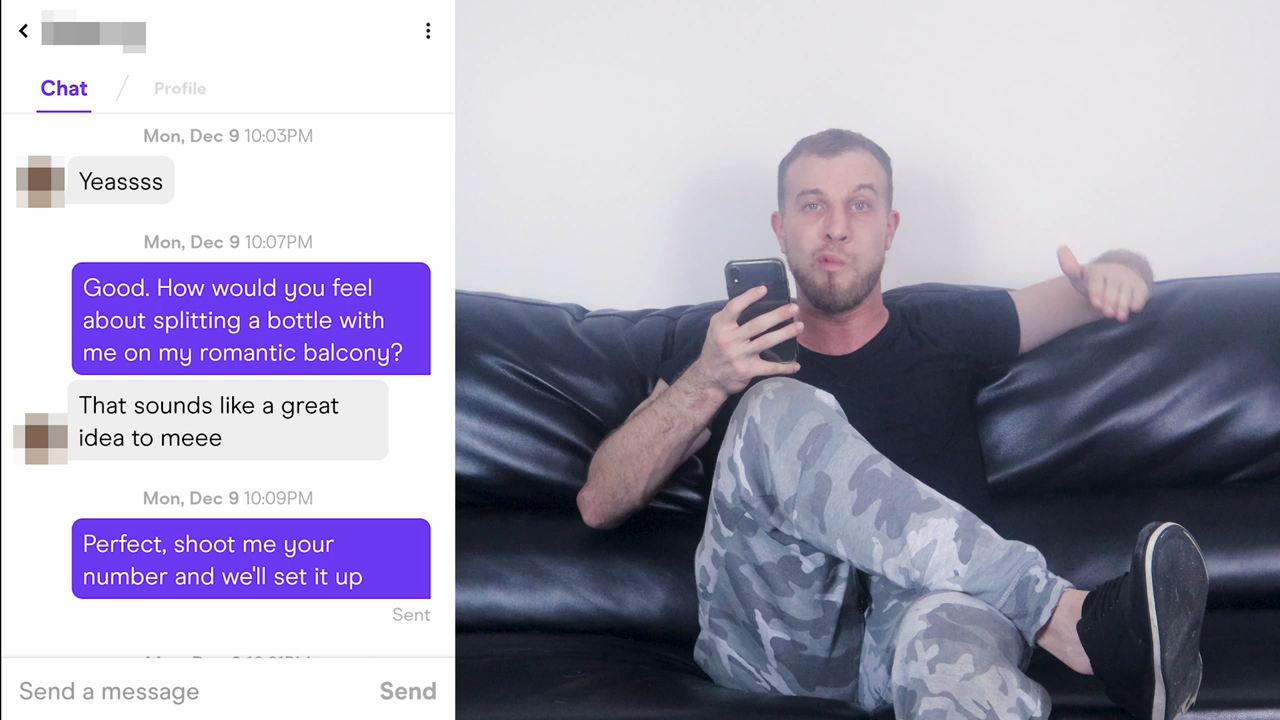 Chat / Profile
Mon, Dec 9 10:03PM
Yeassss
Mon, Dec 9 10:07PM
Good. How would you feel
about splitting a bottle with
me on my romantic balcony?
That sounds like a great
idea to meee
Mon, Dec 9 10:09PM
Perfect, shoot me your
number and we'll set it up
Sent
Send a message
Send